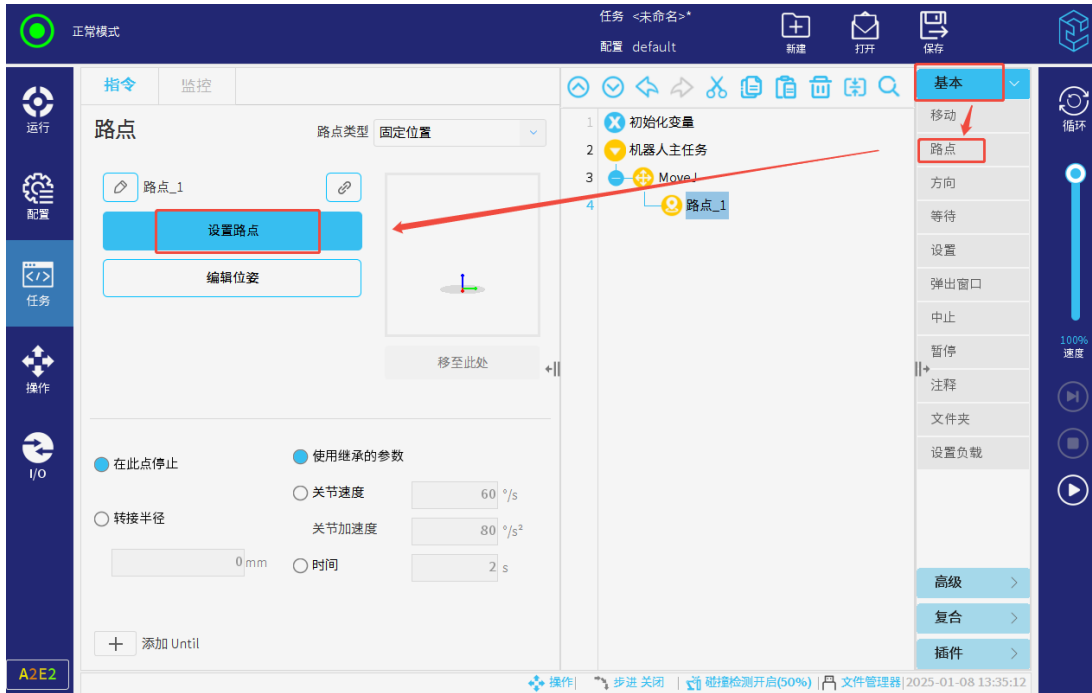 正常模式
任务 <未命名>*
配置 default
新建
打开
保存
运行
配置
任务
操作
I/O
A2E2
指令
监控
路点
路点类型 固定位置
路点_1
设置路点
编辑位姿
移至此处
在此点停止
转接半径
0 mm
使用继承的参数
关节速度 60 °/s
关节加速度 80 °/s²
时间 2 s
添加 Until
1 初始化变量
2 机器人主任务
3 MoveJ
4 路点_1
基本
移动
路点
方向
等待
设置
弹出窗口
中止
暂停
注释
文件夹
设置负载
高级
复合
插件
循环
100%
速度
操作| 步进 关闭 | 碰撞检测开启(50%) | 文件管理器|2025-01-08 13:35:12